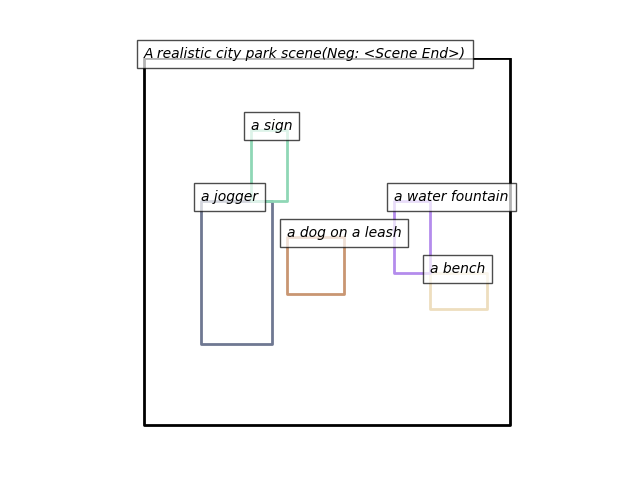 A realistic city park scene(Neg: <Scene End>)
a sign
a jogger
a water fountain
a dog on a leash
a bench